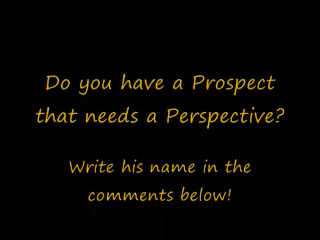 Do you have a Prospect
that needs a Perspective?
Write his name in the
comments below!